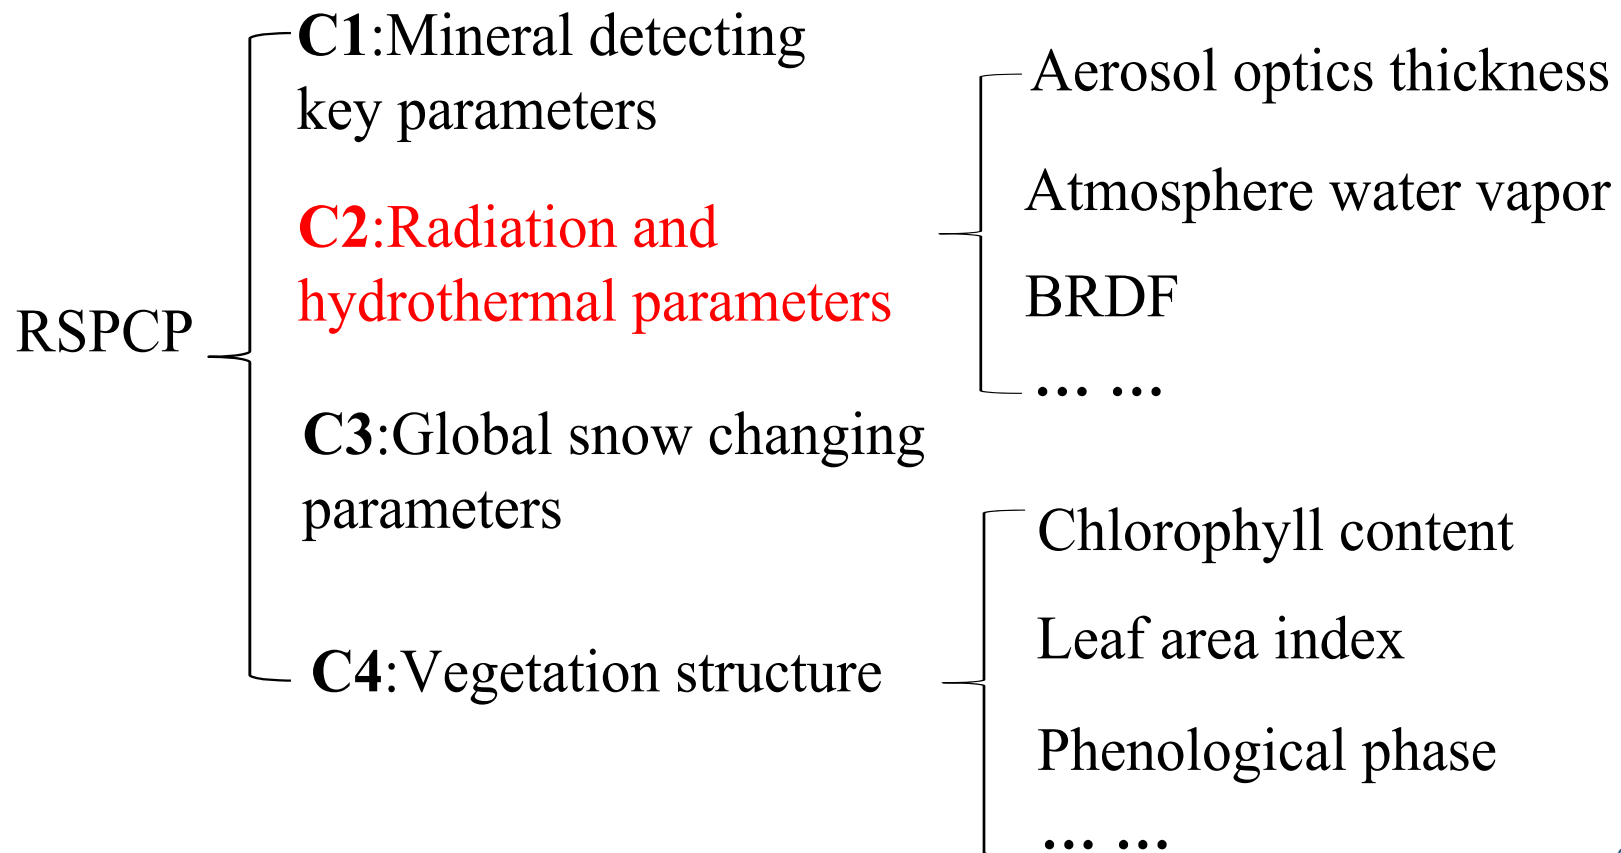 RSPCP
C1:Mineral detecting
key parameters
C2:Radiation and
hydrothermal parameters
Aerosol optics thickness
Atmosphere water vapor
BRDF
... ...
C3:Global snow changing
parameters
C4:Vegetation structure
Chlorophyll content
Leaf area index
Phenological phase
... ...